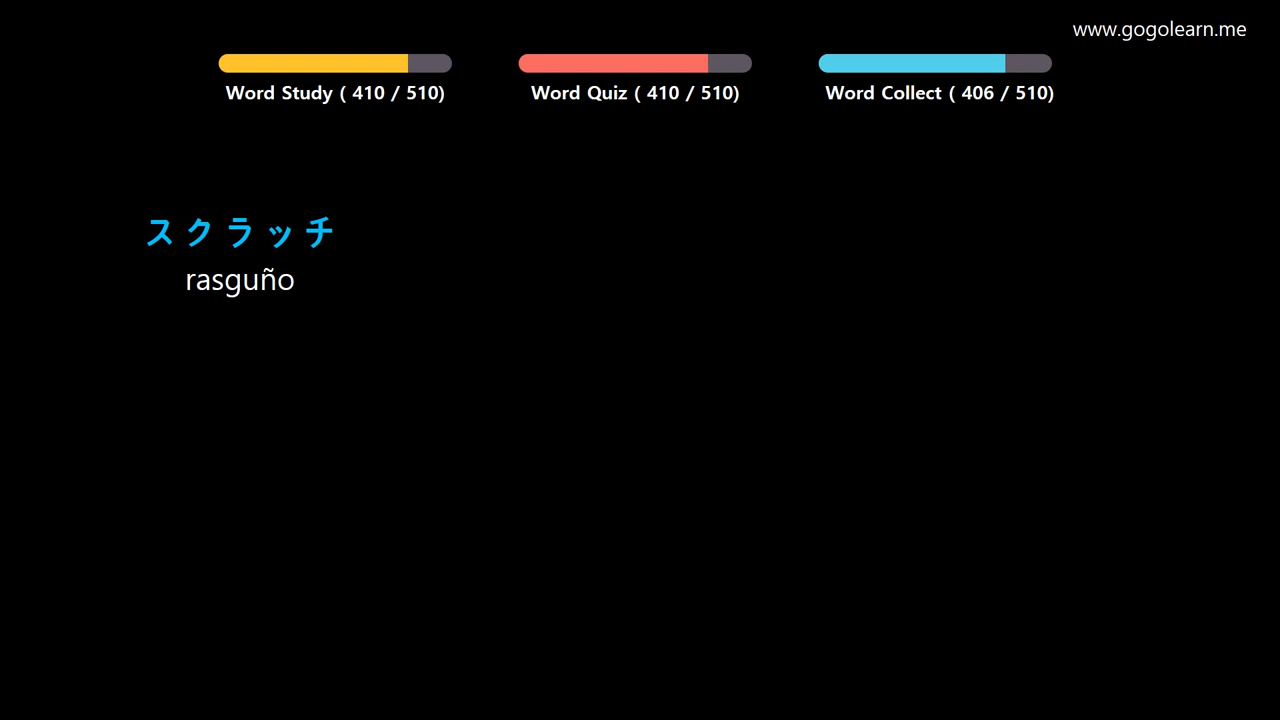 www.gogolearn.me
Word Study ( 410 / 510)
Word Quiz ( 410 / 510)
Word Collect ( 406 / 510)
スクラッチ
rasguño